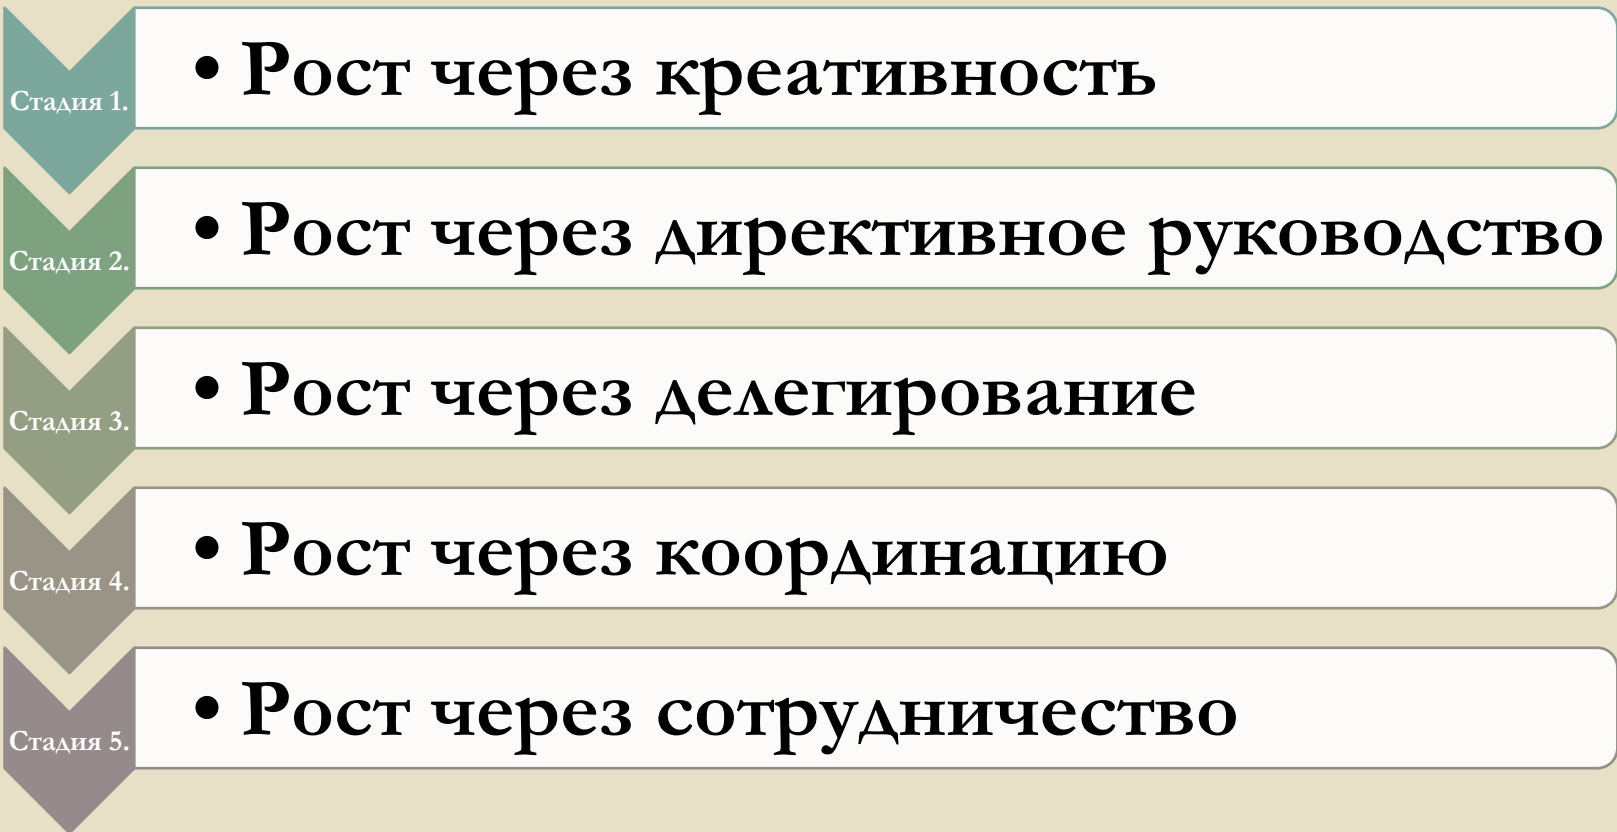 Стадия 1.
• Рост через креативность
Стадия 2.
• Рост через директивное руководство
Стадия 3.
• Рост через делегирование
Стадия 4.
• Рост через координацию
Стадия 5.
• Рост через сотрудничество